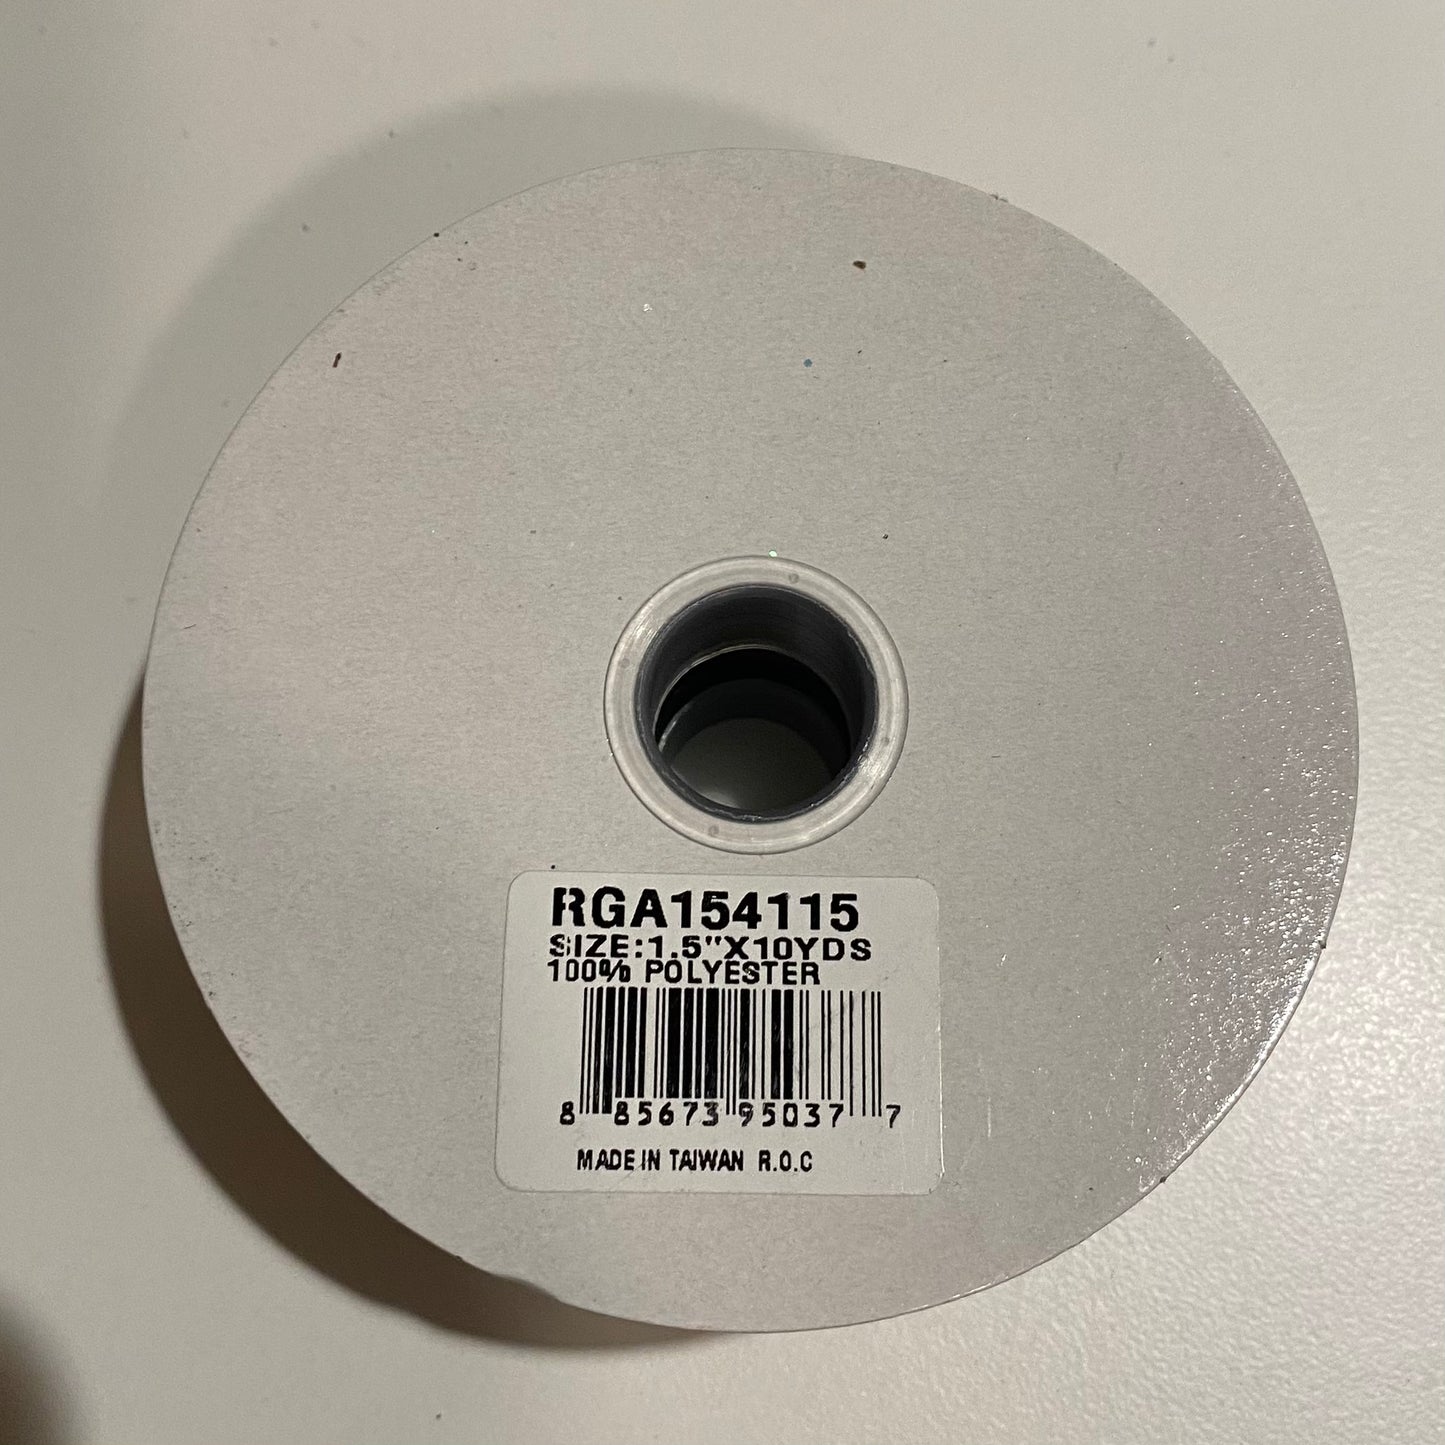 RGA154115
SIZE:1.5"X10YDS
100% POLYESTER
8 85673 95037 7
MADE IN TAIWAN R.O.C